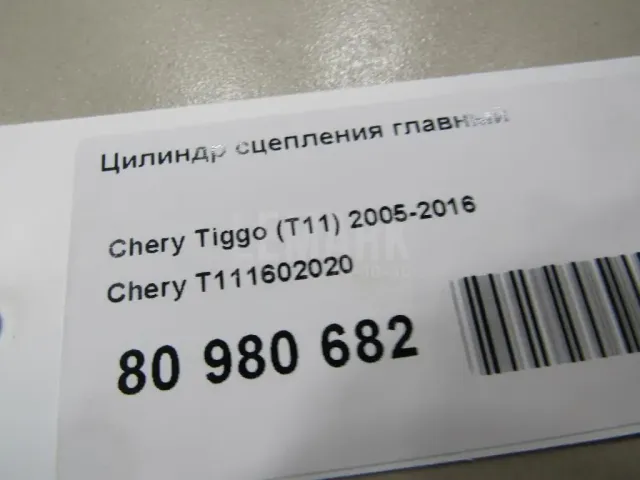 Цилиндр сцепления главный
Chery Tiggo (T11) 2005-2016
Chery T111602020
80 980 682